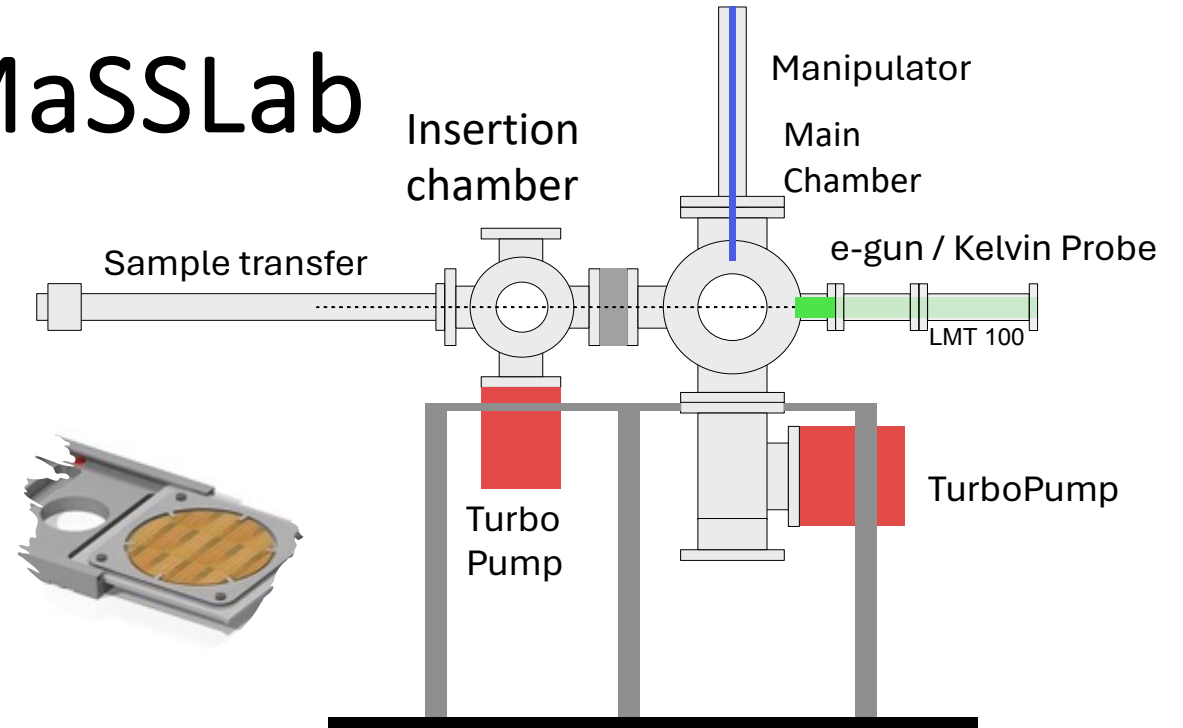 MaSSLab
Manipulator
Insertion
chamber
Main
Chamber
Sample transfer
e-gun / Kelvin Probe
LMT 100
Turbo
Pump
TurboPump